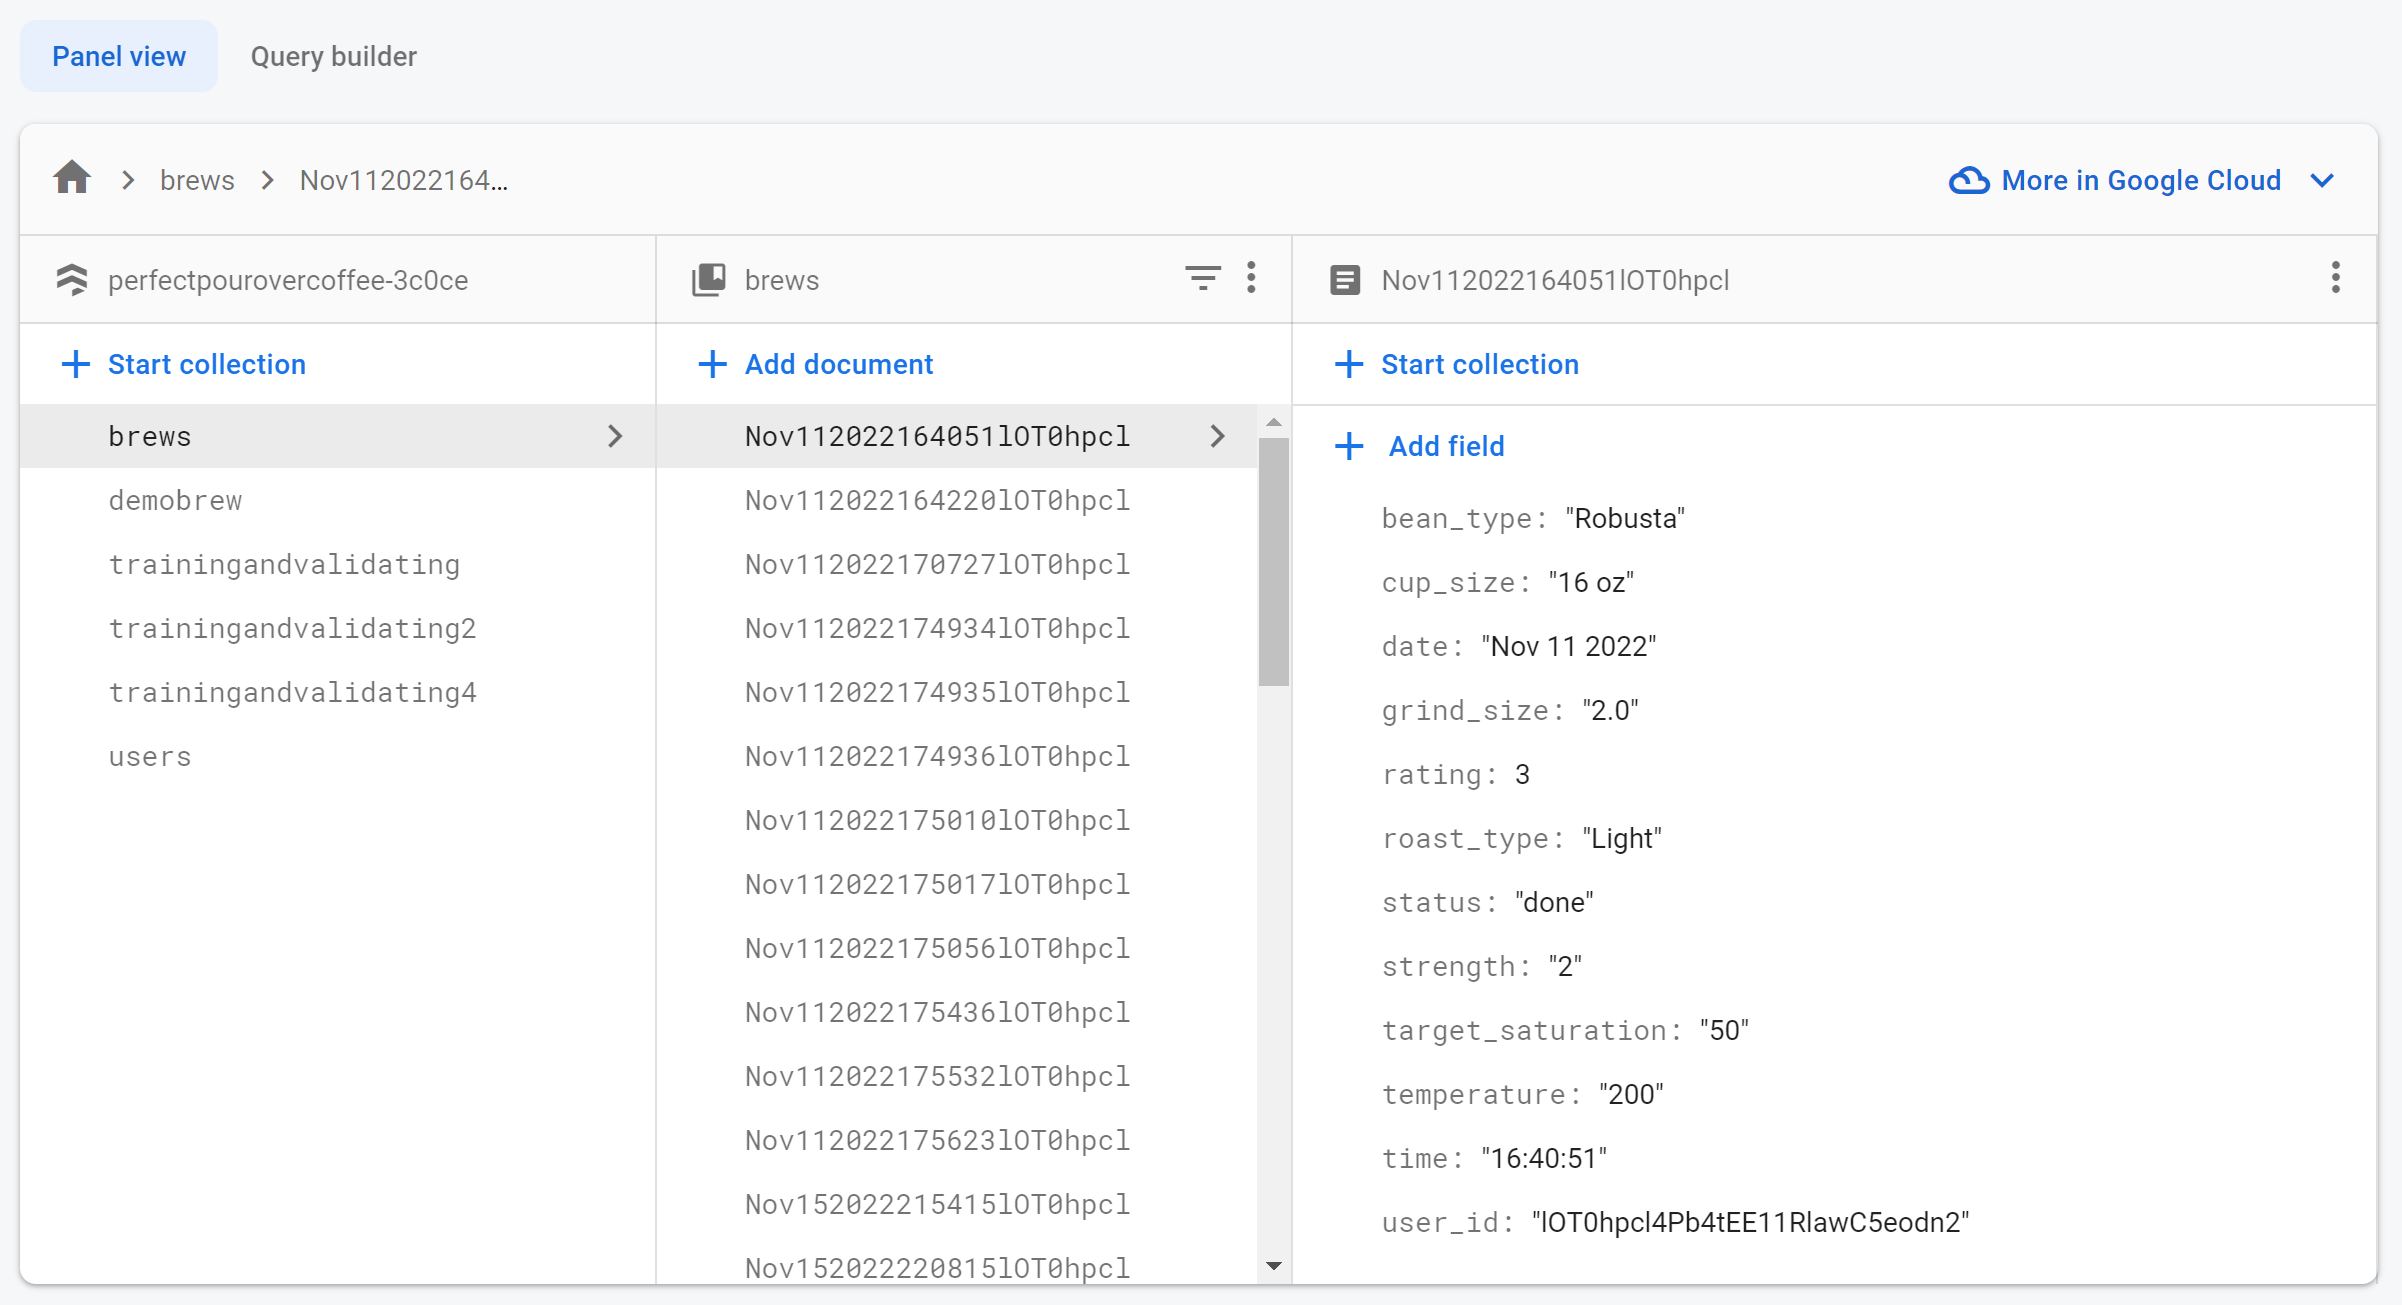 Panel view
Query builder
brews
Nov112022164...
More in Google Cloud
perfectpourovercoffee-3c0ce
Start collection
brews
demobrew
trainingandvalidating
trainingandvalidating2
trainingandvalidating4
users
brews
Add document
Nov112022164051lOT0hpcl
Nov112022164220lOT0hpcl
Nov112022170727lOT0hpcl
Nov112022174934lOT0hpcl
Nov112022174935lOT0hpcl
Nov112022174936lOT0hpcl
Nov112022175010lOT0hpcl
Nov112022175017lOT0hpcl
Nov112022175056lOT0hpcl
Nov112022175436lOT0hpcl
Nov112022175532lOT0hpcl
Nov112022175623lOT0hpcl
Nov152022215415lOT0hpcl
Nov152022220815lOT0hpcl
Nov112022164051lOT0hpcl
Start collection
Add field
bean_type: "Robusta"
cup_size: "16 oz"
date: "Nov 11 2022"
grind_size: "2.0"
rating: 3
roast_type: "Light"
status: "done"
strength: "2"
target_saturation: "50"
temperature: "200"
time: "16:40:51"
user_id: "lOT0hpcl4Pb4tEE11RlawC5eodn2"